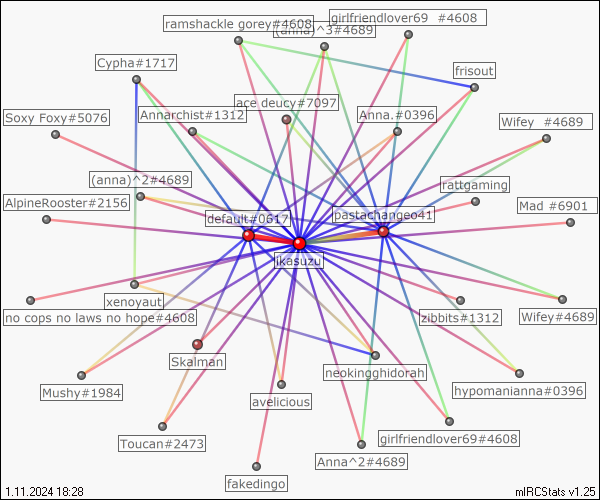 ramshackle gorey#4608
(anna)^3#4689
girlfriendlover69  #4608
Cypha#1717
frisout
ace deucy#7097
Soxy Foxy#5076
Annarchist#1312
Anna.#0396
Wifey  #4689
(anna)^2#4689
rattgaming
AlpineRooster#2156
default#0617
pastachangeo41
Mad #6901
ikasuzu
xenoyaut
no cops no laws no hope#4608
zibbits#1312
Wifey#4689
Skalman
neokingghidorah
Mushy#1984
hypomanianna#0396
avelicious
Toucan#2473
girlfriendlover69#4608
Anna^2#4689
fakedingo
1.11.2024 18:28
mIRCStats v1.25